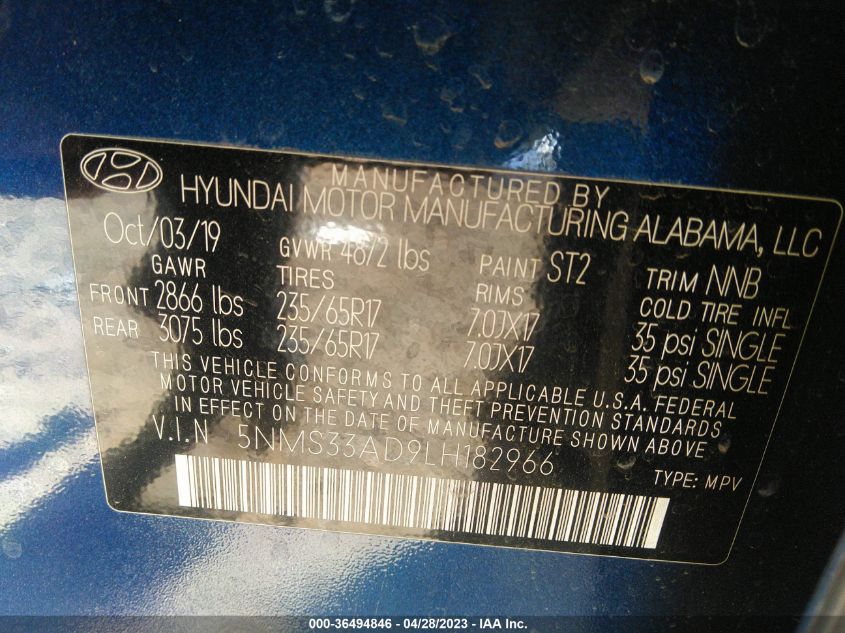 MANUFACTURED BY
HYUNDAI MOTOR MANUFACTURING ALABAMA, LLC
Oct/03/19 GVWR 4872 lbs PAINT ST2 TRIM NNB
GAWR TIRES RIMS COLD TIRE INFL
FRONT 2866 lbs 235/65R17 7.0JX17 35 psi SINGLE
REAR 3075 lbs 235/65R17 7.0JX17 35 psi SINGLE
THIS VEHICLE CONFORMS TO ALL APPLICABLE U.S.A. FEDERAL
MOTOR VEHICLE SAFETY AND THEFT PREVENTION STANDARDS
IN EFFECT ON THE DATE OF MANUFACTURE SHOWN ABOVE
V.I.N 5NMS33AD9LH182966
TYPE: MPV
000-36494846 - 04/28/2023 - IAA Inc.